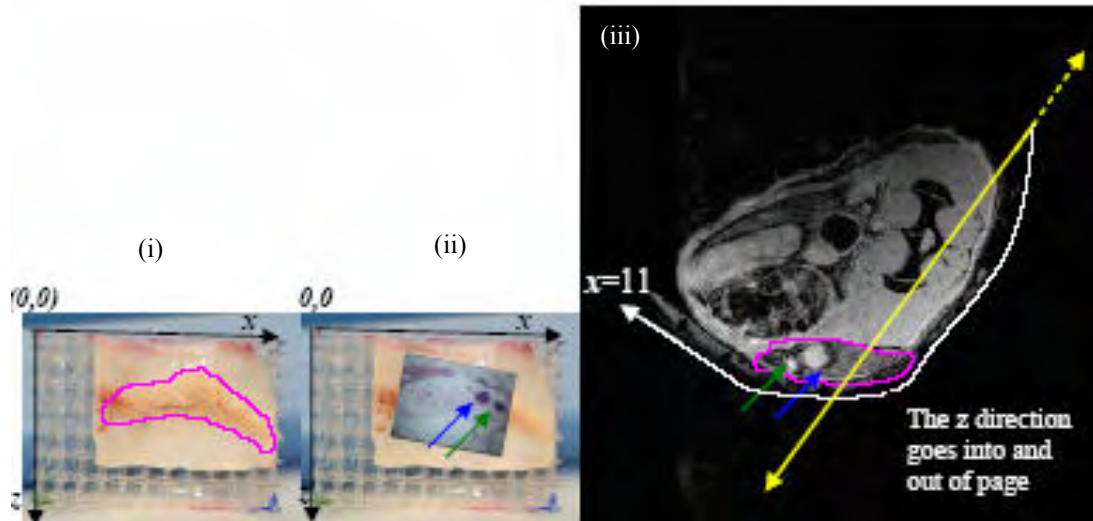 (i)
(ii)
(iii)
(0,0)
0,0
x
x
z
z
x=11
The z direction
goes into and
out of page